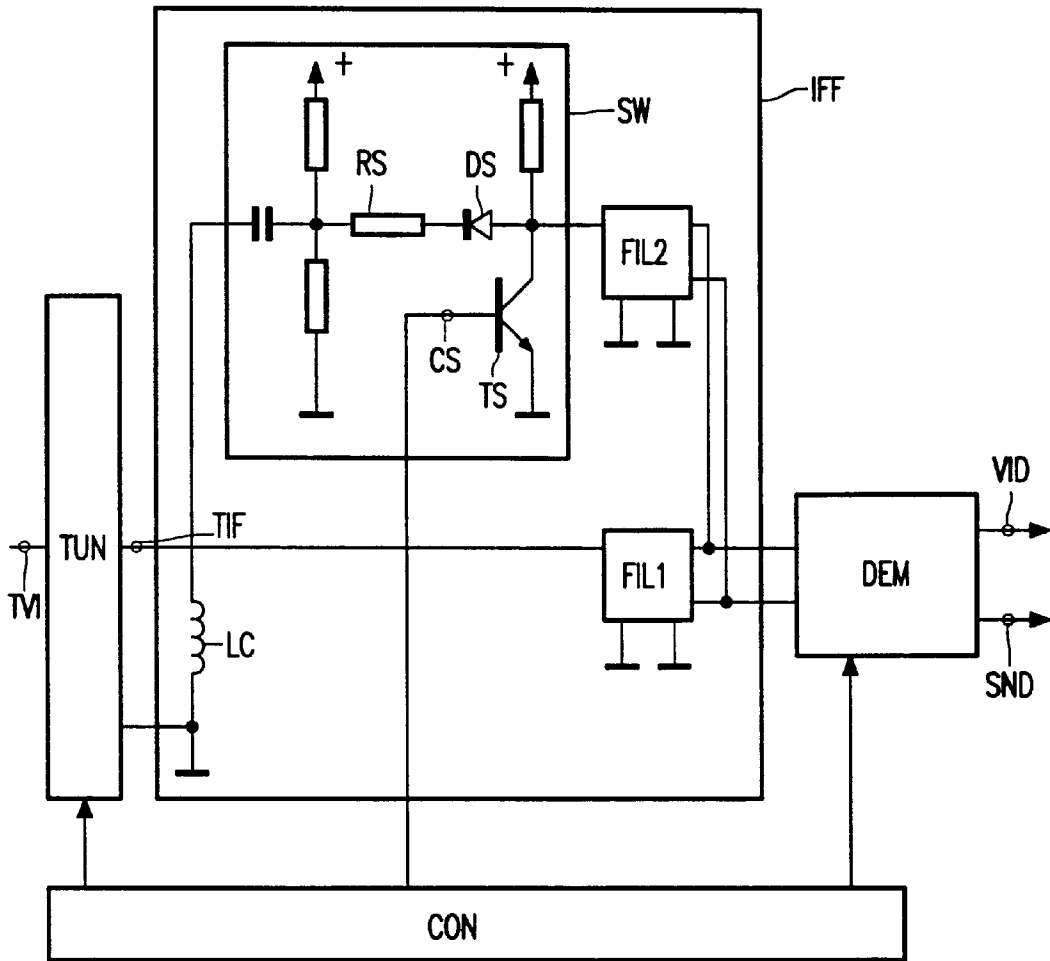 +
+
IFF
SW
RS
DS
FIL2
CS
TS
VID
TIF
TUN
FIL1
DEM
TVI
LC
SND
CON